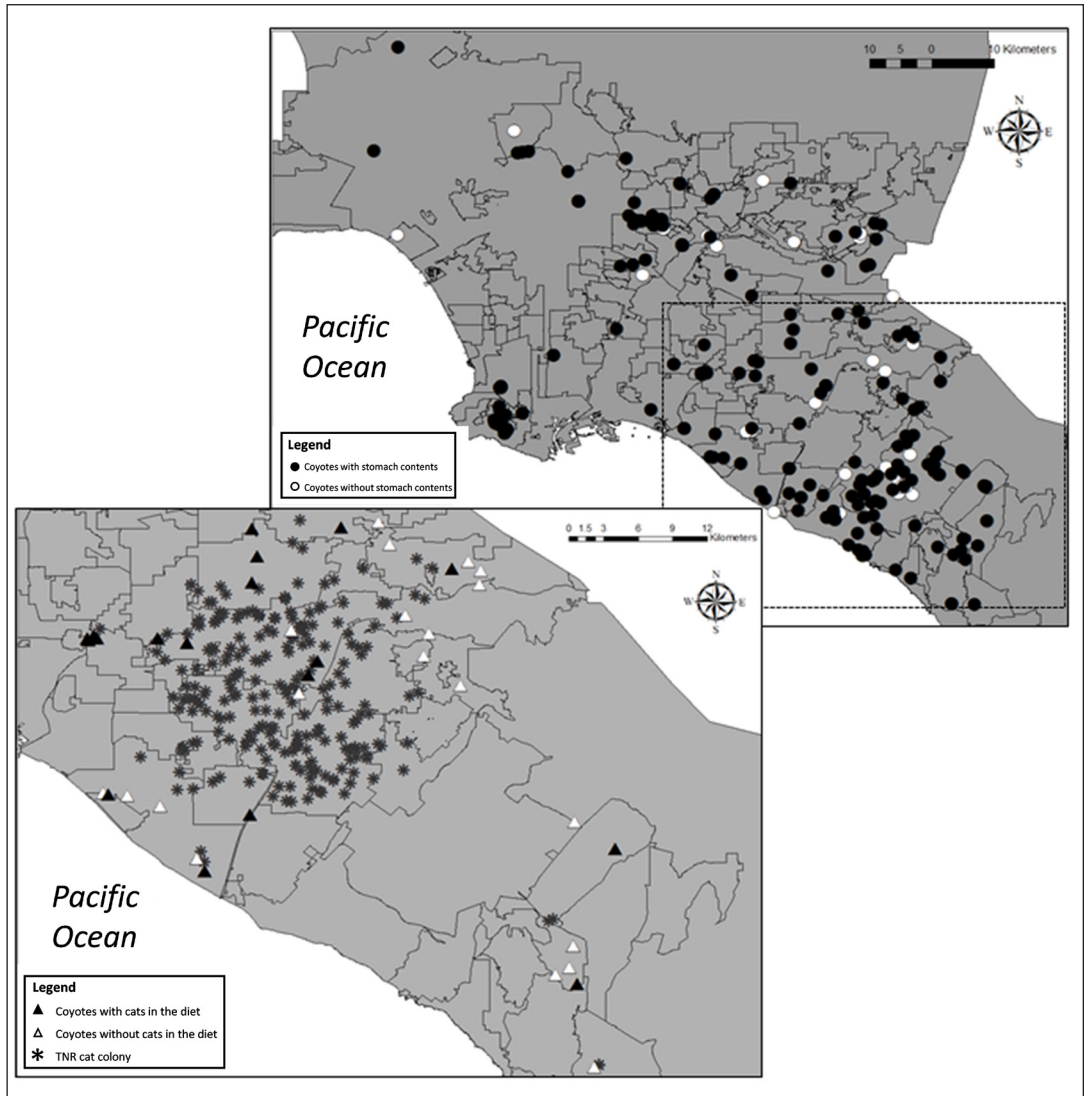 10 5 0 10 Kilometers
N
W E
S
Pacific
Ocean
Legend
Coyotes with stomach contents
Coyotes without stomach contents
0 1.5 3 6 9 12
Kilometers
N
W E
S
Pacific
Ocean
Legend
Coyotes with cats in the diet
Coyotes without cats in the diet
TNR cat colony